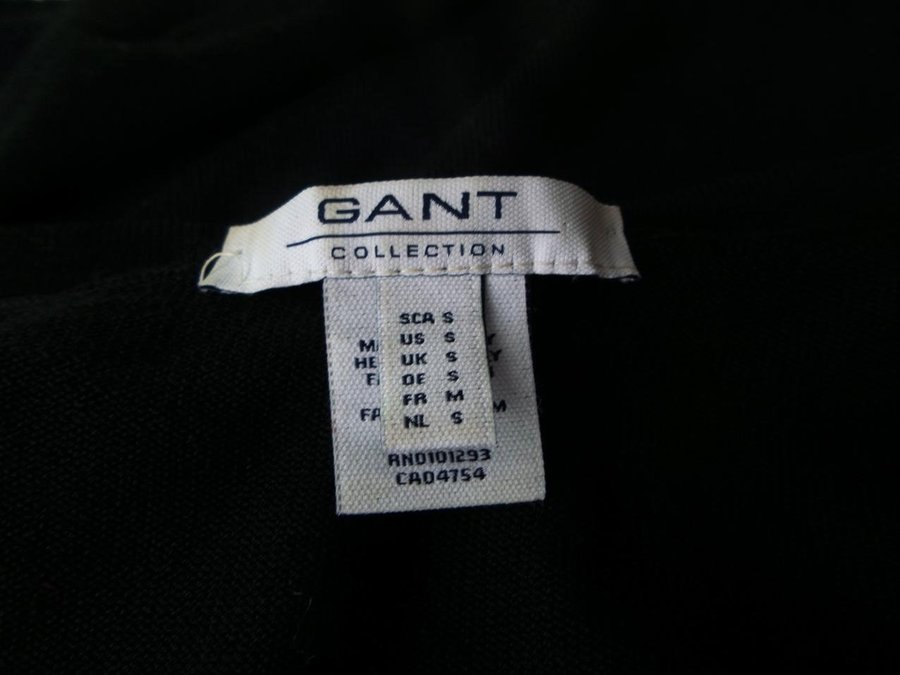 GANT
COLLECTION
SCA S
US S
UK S
DE S
FR M
NL S
RN0101293
CA04754